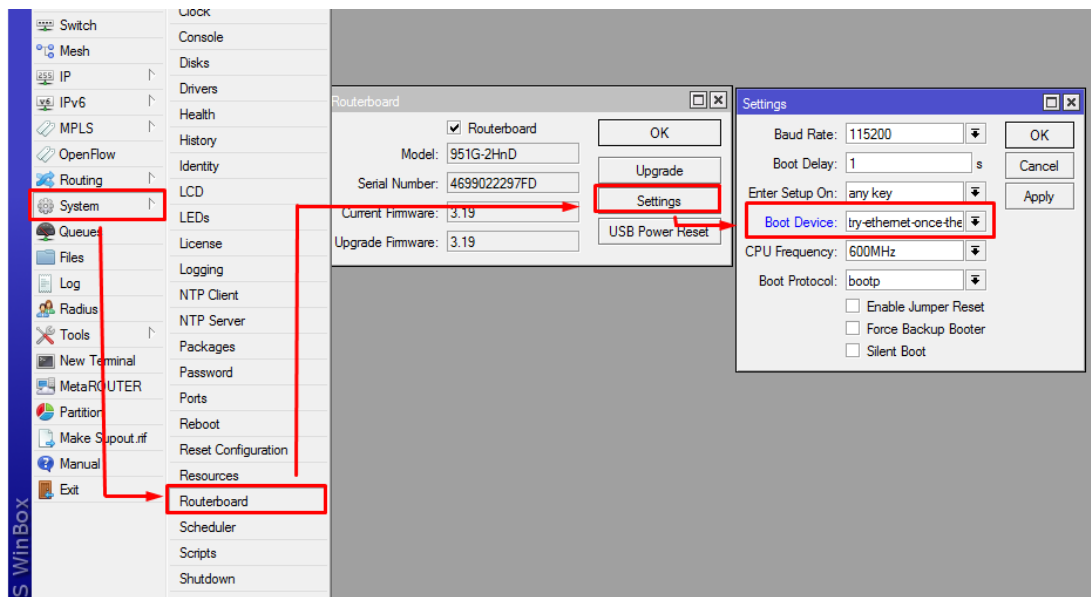 Switch
Mesh
IP
IPv6
MPLS
OpenFlow
Routing
System
Queues
Files
Log
Radius
Tools
New Terminal
MetaROUTER
Partition
Make Supout.rif
Manual
Exit
S WinBox
Clock
Console
Disks
Drivers
Health
History
Identity
LCD
LEDs
License
Logging
NTP Client
NTP Server
Packages
Password
Ports
Reboot
Reset Configuration
Resources
Routerboard
Scheduler
Scripts
Shutdown
Routerboard
Routerboard
Model: 951G-2HnD
Serial Number: 4699022297FD
Current Firmware: 3.19
Upgrade Firmware: 3.19
OK
Upgrade
Settings
USB Power Reset
Settings
Baud Rate: 115200
Boot Delay: 1 s
Enter Setup On: any key
Boot Device: try-ethernet-once-the
CPU Frequency: 600MHz
Boot Protocol: bootp
Enable Jumper Reset
Force Backup Booter
Silent Boot
OK
Cancel
Apply